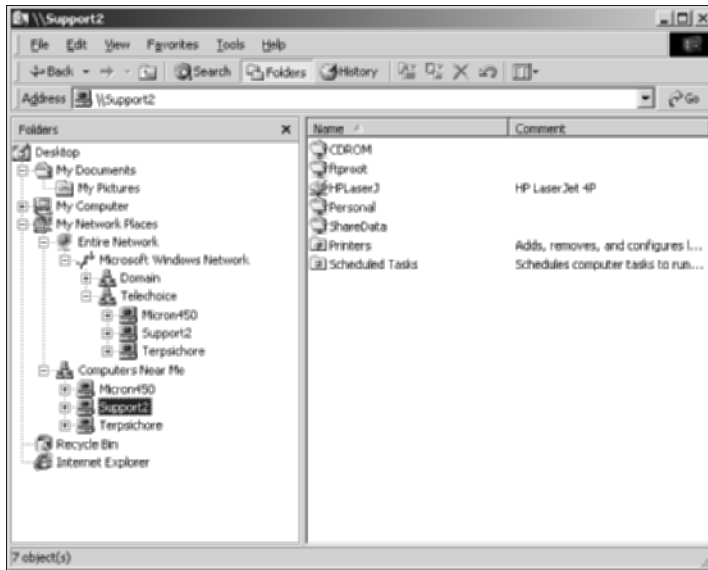 \\Support2
File Edit View Favorites Tools Help
Back Search Folders History
Address \\Support2 Go
Folders
Name Comment
Desktop
My Documents
My Pictures
My Computer
My Network Places
Entire Network
Microsoft Windows Network
Domain
Telechoice
Micron450
Support2
Terpsichore
Computers Near Me
Micron450
Support2
Terpsichore
Recycle Bin
Internet Explorer
CDROM
ftproot
HPLaserJ HP LaserJet 4P
Personal
ShareData
Printers Adds, removes, and configures l...
Scheduled Tasks Schedules computer tasks to run...
7 object(s)